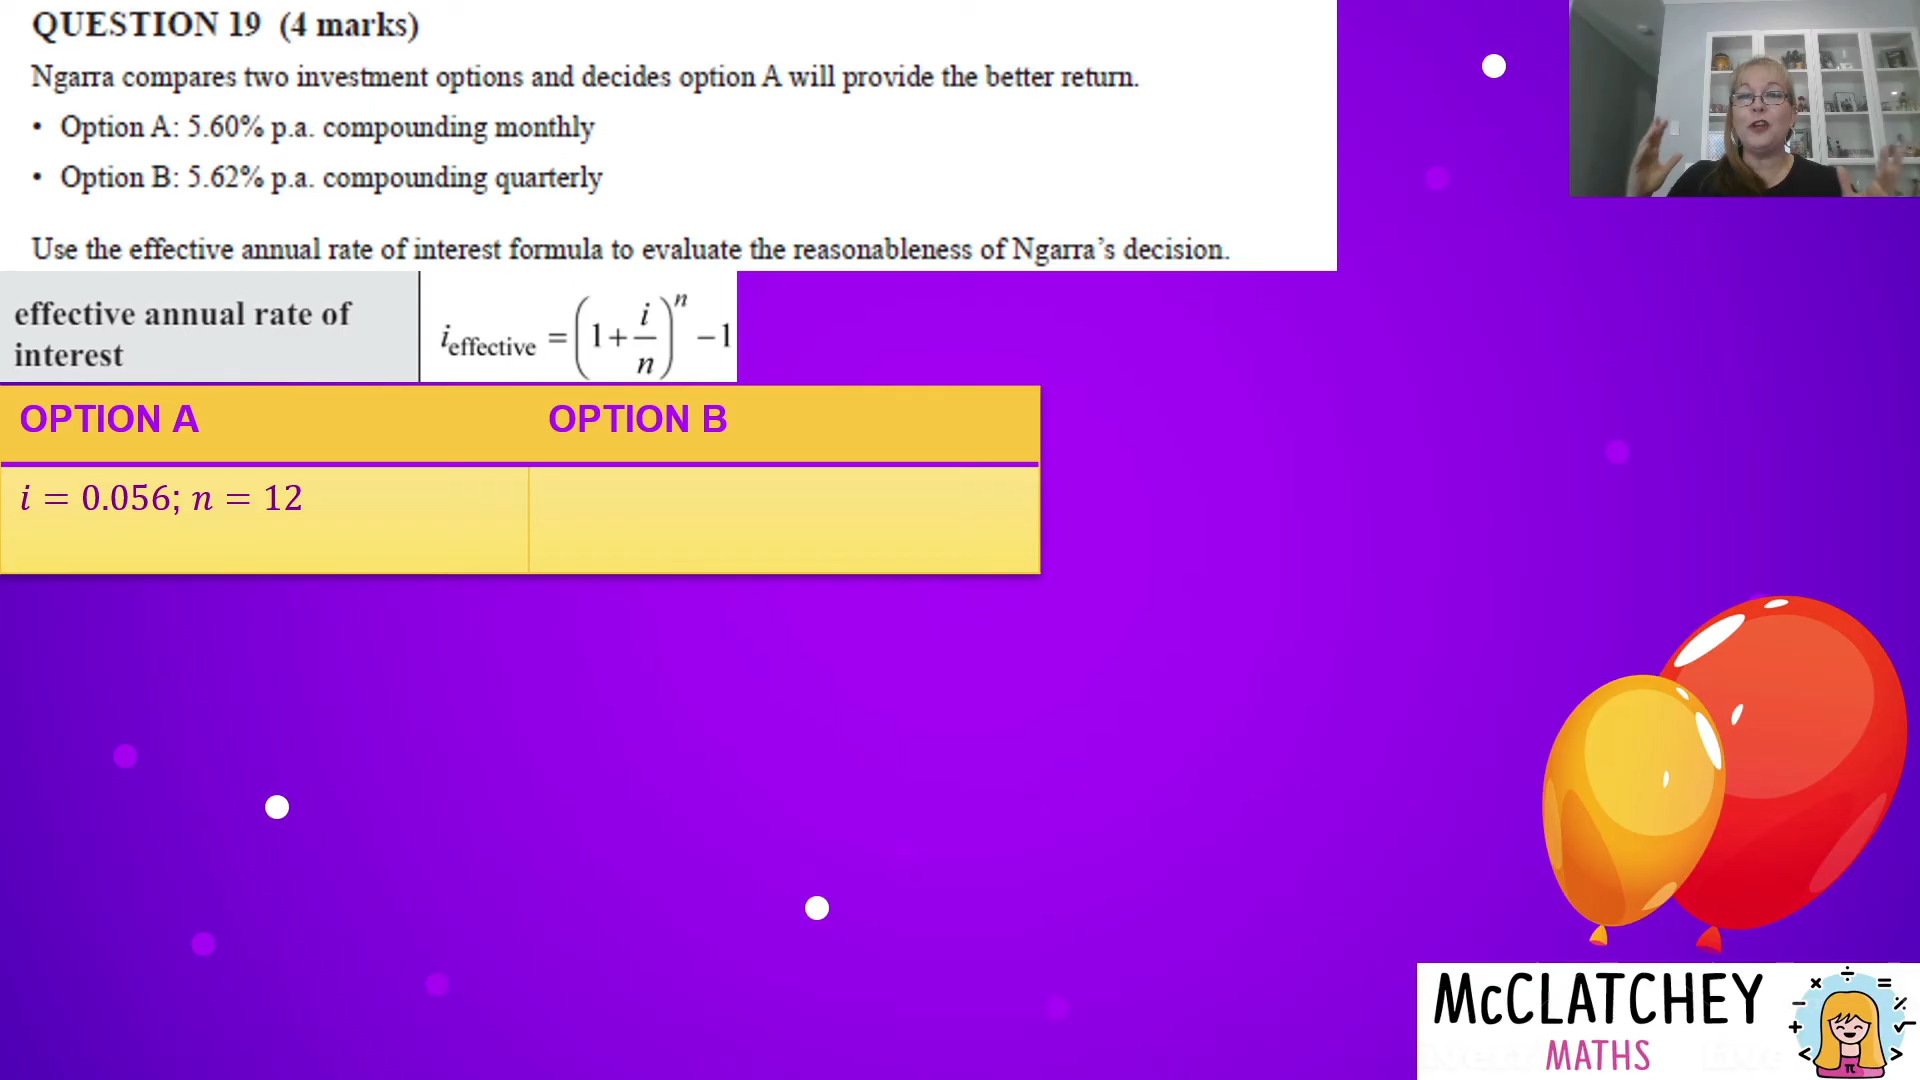 QUESTION 19 (4 marks)
Ngarra compares two investment options and decides option A will provide the better return.
• Option A: 5.60% p.a. compounding monthly
• Option B: 5.62% p.a. compounding quarterly
Use the effective annual rate of interest formula to evaluate the reasonableness of Ngarra’s decision.
effective annual rate of
interest
i_effective = (1 + i/n)^n − 1
OPTION A OPTION B
i = 0.056; n = 12
McCLATCHEY
MATHS